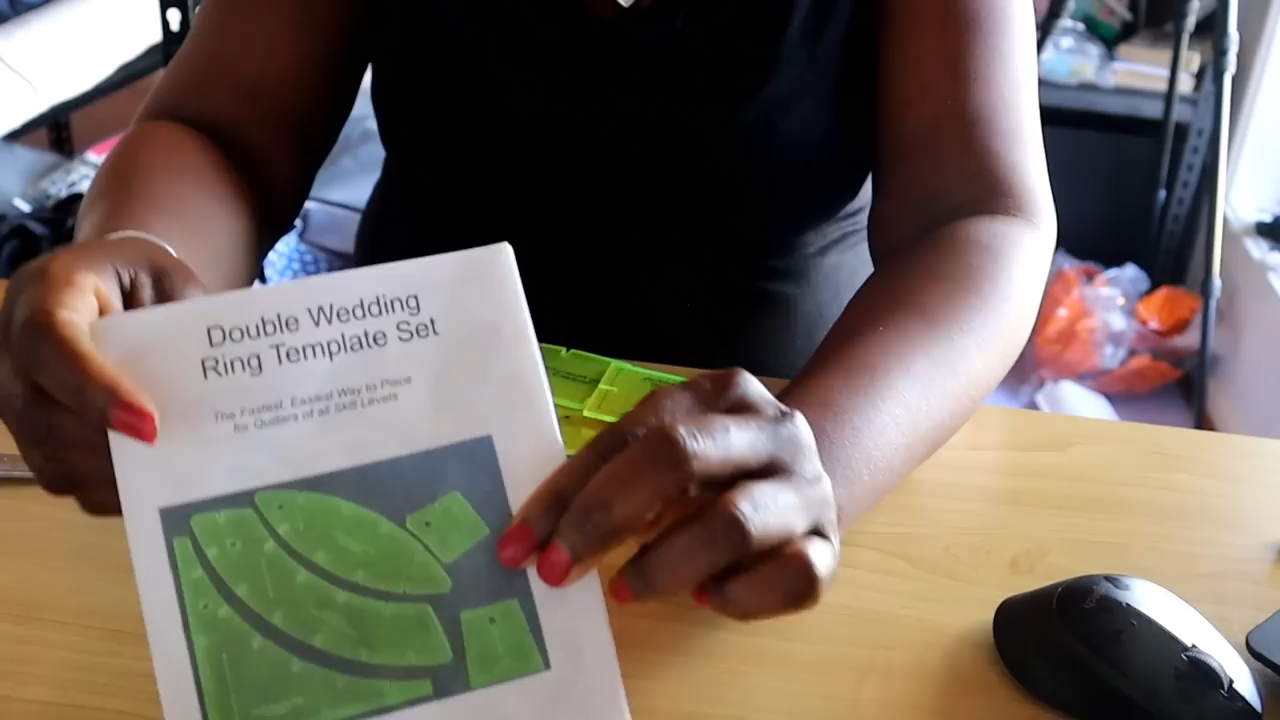 Double Wedding
Ring Template Set
The Fastest, Easiest Way to Piece
for Quilters of all Skill Levels